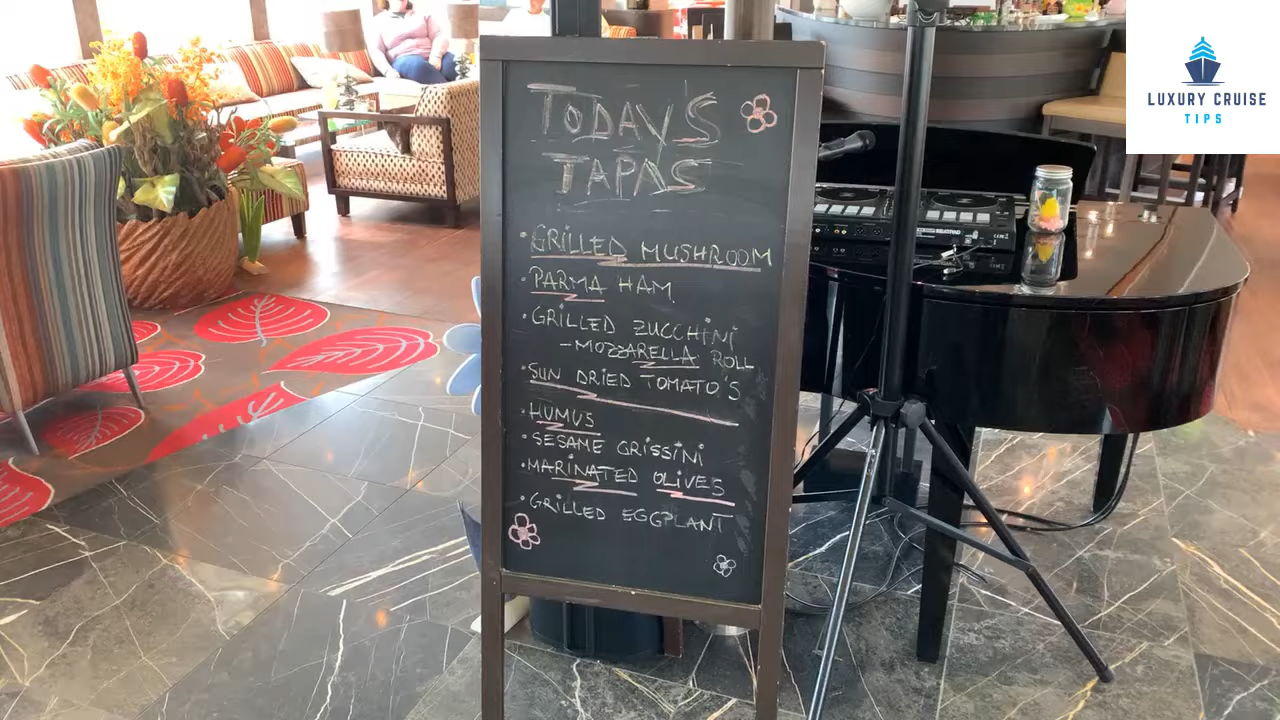 LUXURY CRUISE
TIPS
TODAY'S
TAPAS
· GRILLED MUSHROOM
· PARMA HAM
· GRILLED ZUCCHINI
-MOZZARELLA ROLL
· SUN DRIED TOMATO'S
· HUMUS
· SESAME GRISSINI
· MARINATED OLIVES
· GRILLED EGGPLANT